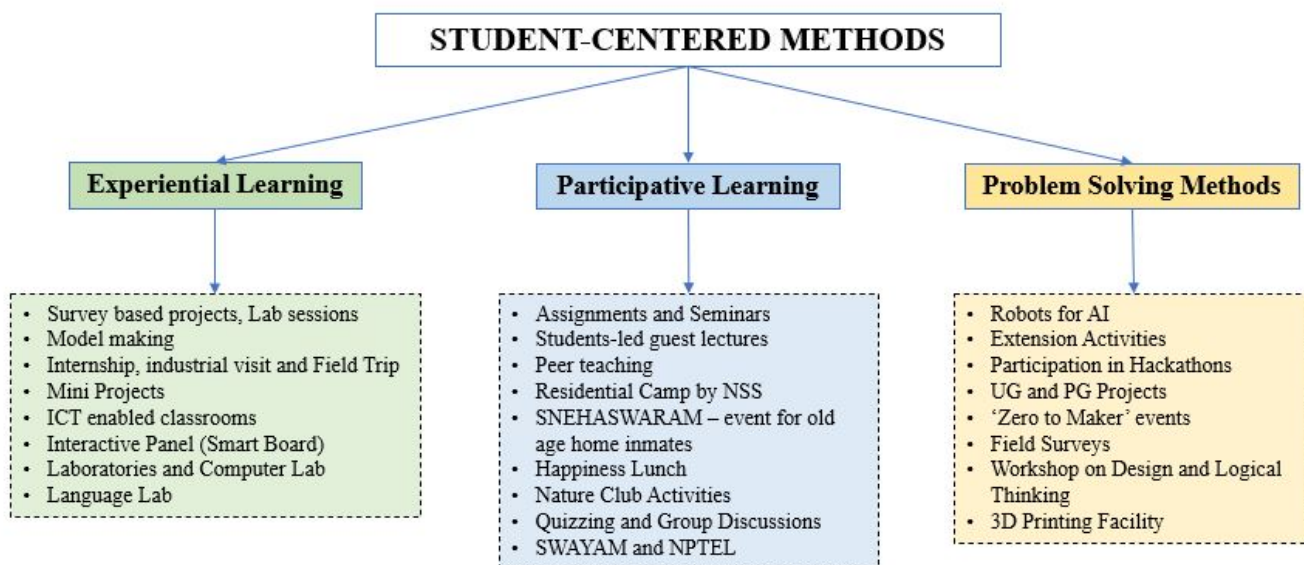 STUDENT-CENTERED METHODS
Experiential Learning
• Survey based projects, Lab sessions
• Model making
• Internship, industrial visit and Field Trip
• Mini Projects
• ICT enabled classrooms
• Interactive Panel (Smart Board)
• Laboratories and Computer Lab
• Language Lab
Participative Learning
• Assignments and Seminars
• Students-led guest lectures
• Peer teaching
• Residential Camp by NSS
• SNEHASWARAM – event for old
age home inmates
• Happiness Lunch
• Nature Club Activities
• Quizzing and Group Discussions
• SWAYAM and NPTEL
Problem Solving Methods
• Robots for AI
• Extension Activities
• Participation in Hackathons
• UG and PG Projects
• ‘Zero to Maker’ events
• Field Surveys
• Workshop on Design and Logical
Thinking
• 3D Printing Facility